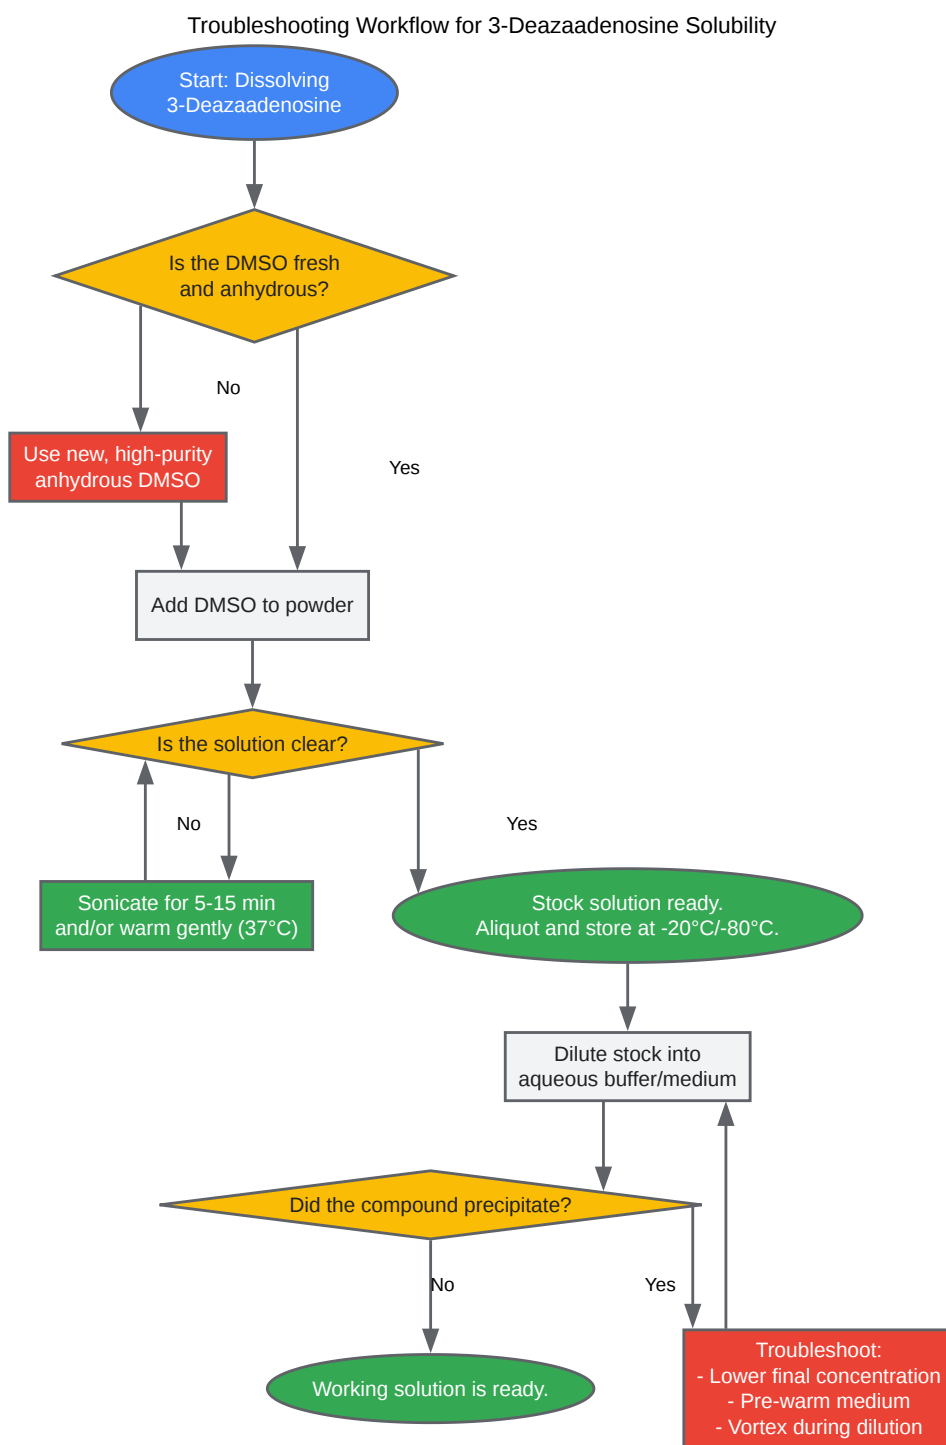 Troubleshooting Workflow for 3-Deazaadenosine Solubility
Start: Dissolving
3-Deazaadenosine
Is the DMSO fresh
and anhydrous?
No
Yes
Use new, high-purity
anhydrous DMSO
Add DMSO to powder
Is the solution clear?
No
Yes
Sonicate for 5-15 min
and/or warm gently (37°C)
Stock solution ready.
Aliquot and store at -20°C/-80°C.
Dilute stock into
aqueous buffer/medium
Did the compound precipitate?
No
Yes
Working solution is ready.
Troubleshoot:
- Lower final concentration
- Pre-warm medium
- Vortex during dilution